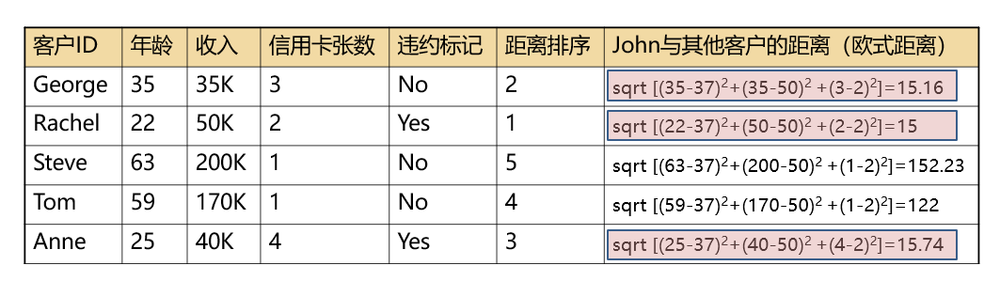 客户ID 年龄 收入 信用卡张数 违约标记 距离排序 John与其他客户的距离（欧式距离）
George 35 35K 3 No 2 sqrt [(35-37)²+(35-50)² +(3-2)²]=15.16
Rachel 22 50K 2 Yes 1 sqrt [(22-37)²+(50-50)² +(2-2)²]=15
Steve 63 200K 1 No 5 sqrt [(63-37)²+(200-50)² +(1-2)²]=152.23
Tom 59 170K 1 No 4 sqrt [(59-37)²+(170-50)² +(1-2)²]=122
Anne 25 40K 4 Yes 3 sqrt [(25-37)²+(40-50)² +(4-2)²]=15.74